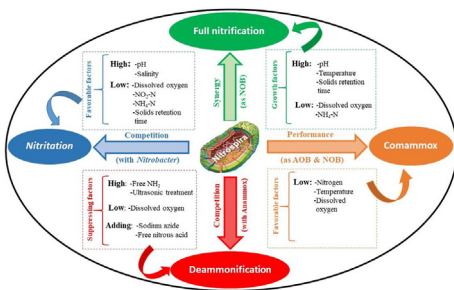 Full nitrification
Favorable factors
High: -pH
-Salinity
Low: -Dissolved oxygen
-NO2-N
-NH4-N
-Solids retention
time
Synergy
(as NOB)
Growth factors
High: -pH
-Temperature
-Solids retention
time
Low: -Dissolved oxygen
-NH4-N
Nitritation
Competition
(with Nitrobacter)
Nitrospira
Performance
(as AOB & NOB)
Comammox
Suppressing factors
High: -Free NH3
-Ultrasonic treatment
Low: -Dissolved oxygen
Adding: -Sodium azide
-Free nitrous acid
Competition
(with Anammox)
Favorable factors
Low: -Nitrogen
-Temperature
-Dissolved
oxygen
Deammonification